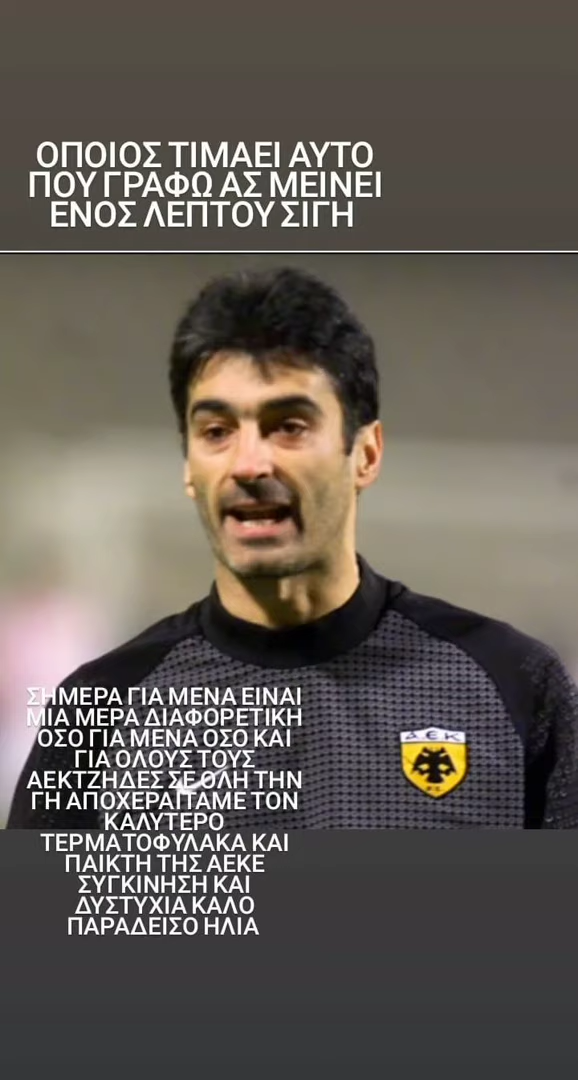 ΟΠΟΙΟΣ ΤΙΜΑΕΙ ΑΥΤΟ
ΠΟΥ ΓΡΑΦΩ ΑΣ ΜΕΙΝΕΙ
ΕΝΟΣ ΛΕΠΤΟΥ ΣΙΓΗ
ΣΗΜΕΡΑ ΓΙΑ ΜΕΝΑ ΕΙΝΑΙ
ΜΙΑ ΜΕΡΑ ΔΙΑΦΟΡΕΤΙΚΗ
ΟΣΟ ΓΙΑ ΜΕΝΑ ΟΣΟ ΚΑΙ
ΓΙΑ ΟΛΟΥΣ ΤΟΥΣ
ΑΕΚΤΖΗΔΕΣ ΣΕ ΟΛΗ ΤΗΝ
ΓΗ ΑΠΟΧΕΡΑΙΤΑΜΕ ΤΟΝ
ΚΑΛΥΤΕΡΟ
ΤΕΡΜΑΤΟΦΥΛΑΚΑ ΚΑΙ
ΠΑΙΚΤΗ ΤΗΣ ΑΕΚΕ
ΣΥΓΚΙΝΗΣΗ ΚΑΙ
ΔΥΣΤΥΧΙΑ ΚΑΛΟ
ΠΑΡΑΔΕΙΣΟ ΗΛΙΑ
ΑΕΚ
F.C.